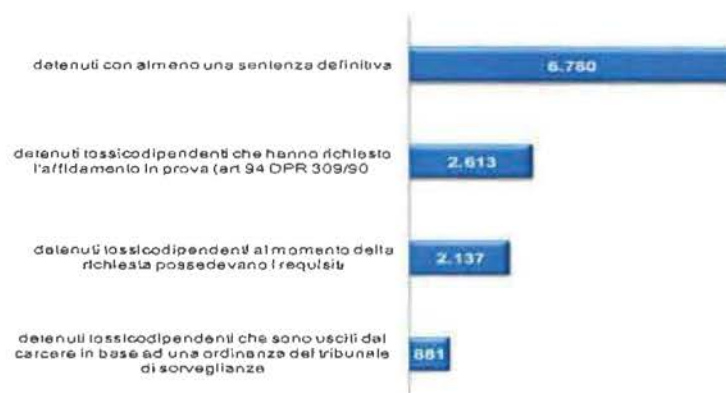 detenuti con almeno una sentenza definitiva
6.780
detenuti tossicodipendenti che hanno richiesto
l'affidamento in prova (art 94 DPR 309/90
2.613
detenuti tossicodipendenti al momento della
richiesta possedevano i requisiti
2.137
detenuti tossicodipendenti che sono usciti dal
carcere in base ad una ordinanza del tribunale
di sorveglianza
881